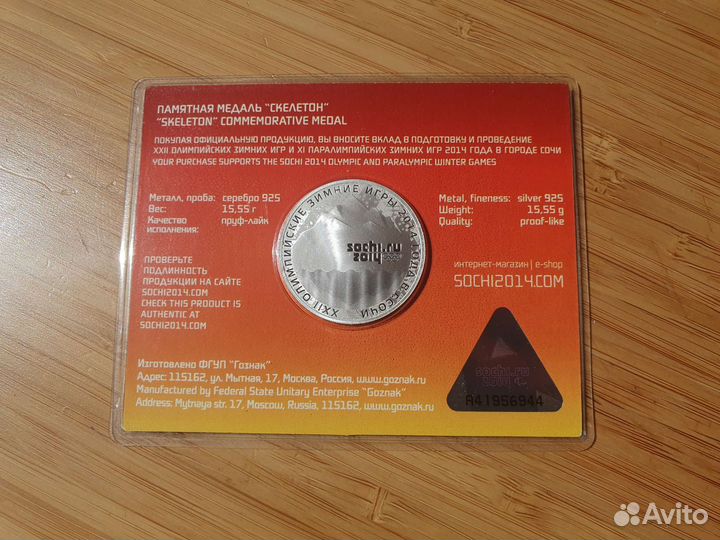 ПАМЯТНАЯ МЕДАЛЬ "СКЕЛЕТОН"
"SKELETON" COMMEMORATIVE MEDAL
ПОКУПАЯ ОФИЦИАЛЬНУЮ ПРОДУКЦИЮ, ВЫ ВНОСИТЕ ВКЛАД В ПОДГОТОВКУ И ПРОВЕДЕНИЕ
XXII ОЛИМПИЙСКИХ ЗИМНИХ ИГР И XI ПАРАЛИМПИЙСКИХ ЗИМНИХ ИГР 2014 ГОДА В ГОРОДЕ СОЧИ
YOUR PURCHASE SUPPORTS THE SOCHI 2014 OLYMPIC AND PARALYMPIC WINTER GAMES
Металл, проба: серебро 925
Вес: 15,55 г
Качество исполнения: пруф-лайк
Metal, fineness: silver 925
Weight: 15,55 g
Quality: proof-like
XXII ОЛИМПИЙСКИЕ ЗИМНИЕ ИГРЫ 2014 ГОДА В Г. СОЧИ
sochi.ru
2014
ПРОВЕРЬТЕ
ПОДЛИННОСТЬ
ПРОДУКЦИИ НА САЙТЕ
SOCHI2014.COM
CHECK THIS PRODUCT IS
AUTHENTIC AT
SOCHI2014.COM
интернет-магазин | e-shop
SOCHI2014.COM
sochi.ru
2014
A41956944
Изготовлено ФГУП "Гознак"
Адрес: 115162, ул. Мытная, 17, Москва, Россия, www.goznak.ru
Manufactured by Federal State Unitary Enterprise "Goznak"
Address: Mytnaya str. 17, Moscow, Russia, 115162, www.goznak.ru
Avito